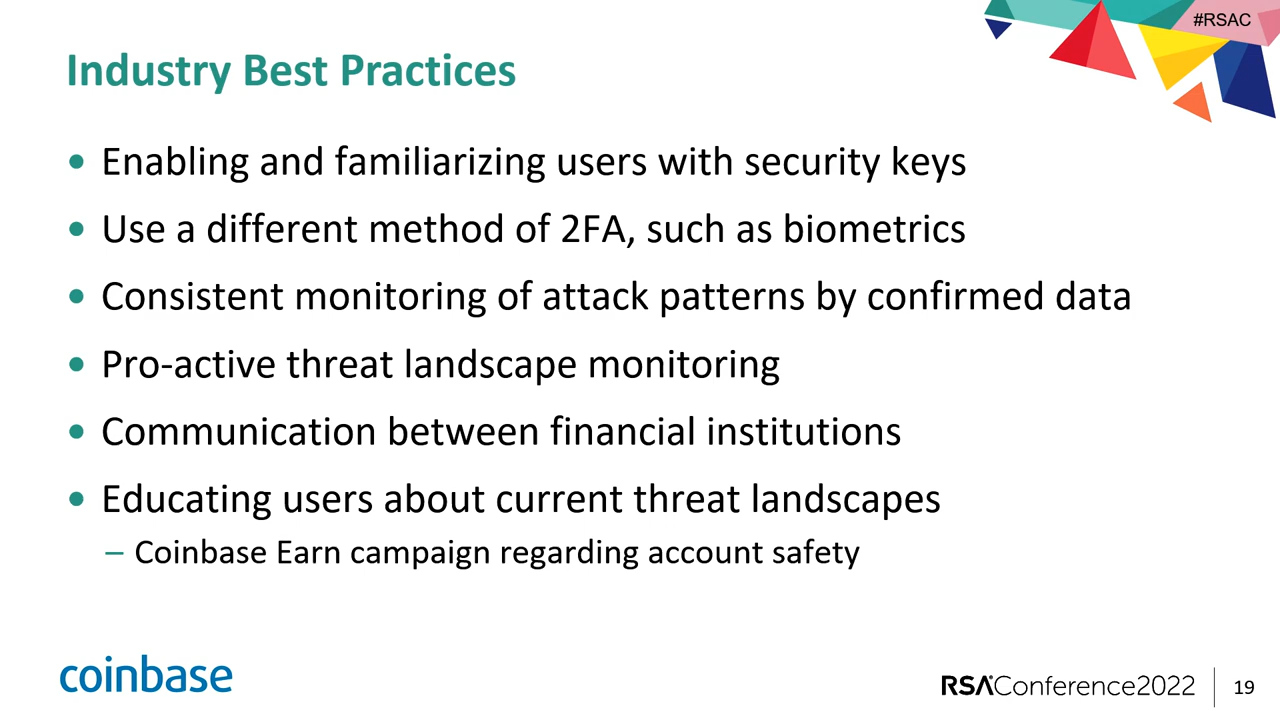 #RSAC
Industry Best Practices
• Enabling and familiarizing users with security keys
• Use a different method of 2FA, such as biometrics
• Consistent monitoring of attack patterns by confirmed data
• Pro-active threat landscape monitoring
• Communication between financial institutions
• Educating users about current threat landscapes
– Coinbase Earn campaign regarding account safety
coinbase
RSAConference2022
19